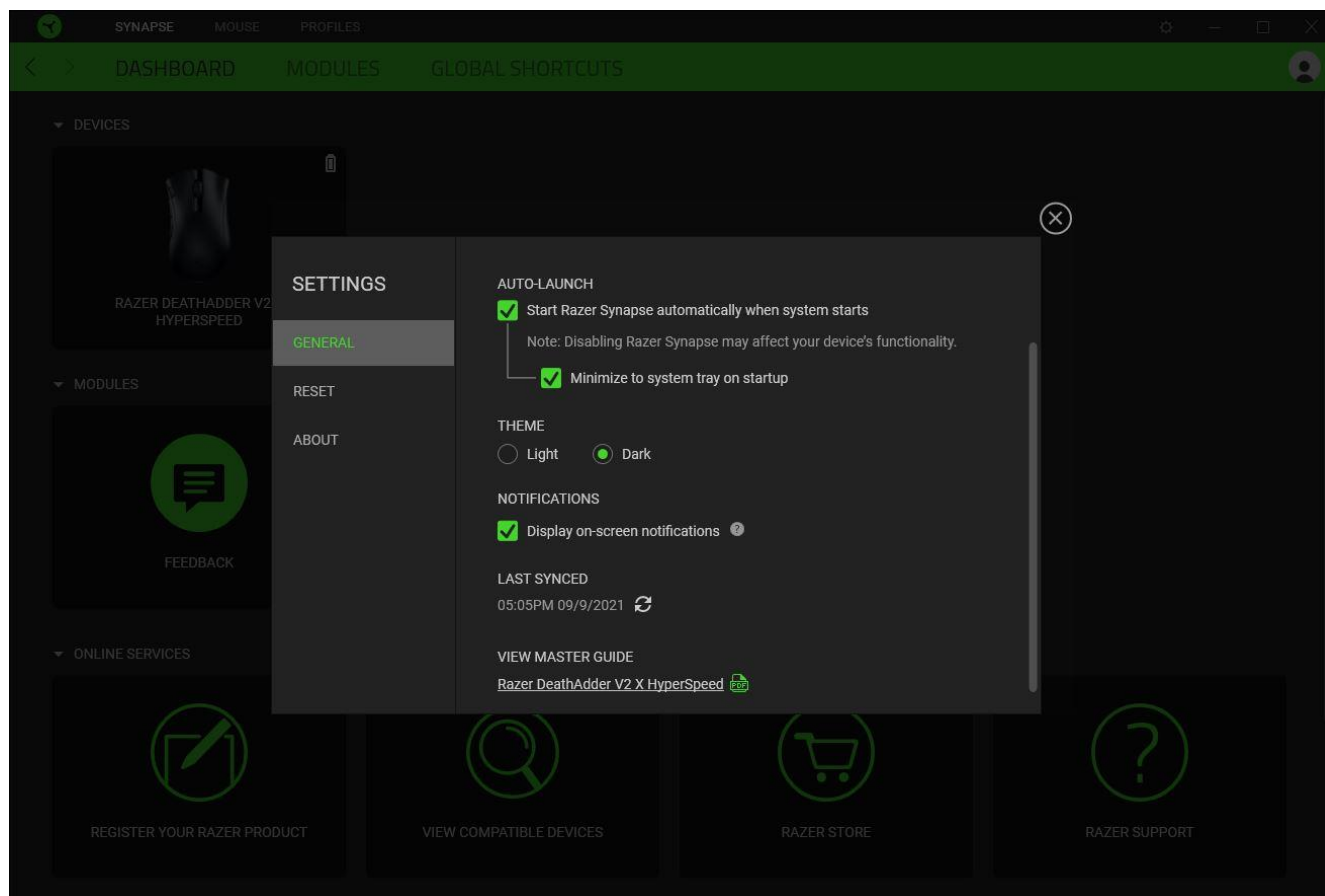 SYNAPSE MOUSE PROFILES
DASHBOARD MODULES GLOBAL SHORTCUTS
DEVICES
RAZER DEATHADDER V2
HYPERSPEED
MODULES
FEEDBACK
SETTINGS
GENERAL
RESET
ABOUT
AUTO-LAUNCH
Start Razer Synapse automatically when system starts
Note: Disabling Razer Synapse may affect your device's functionality.
Minimize to system tray on startup
THEME
Light Dark
NOTIFICATIONS
Display on-screen notifications ?
LAST SYNCED
05:05PM 09/9/2021
VIEW MASTER GUIDE
Razer DeathAdder V2 X HyperSpeed PDF
ONLINE SERVICES
REGISTER YOUR RAZER PRODUCT
VIEW COMPATIBLE DEVICES
RAZER STORE
RAZER SUPPORT